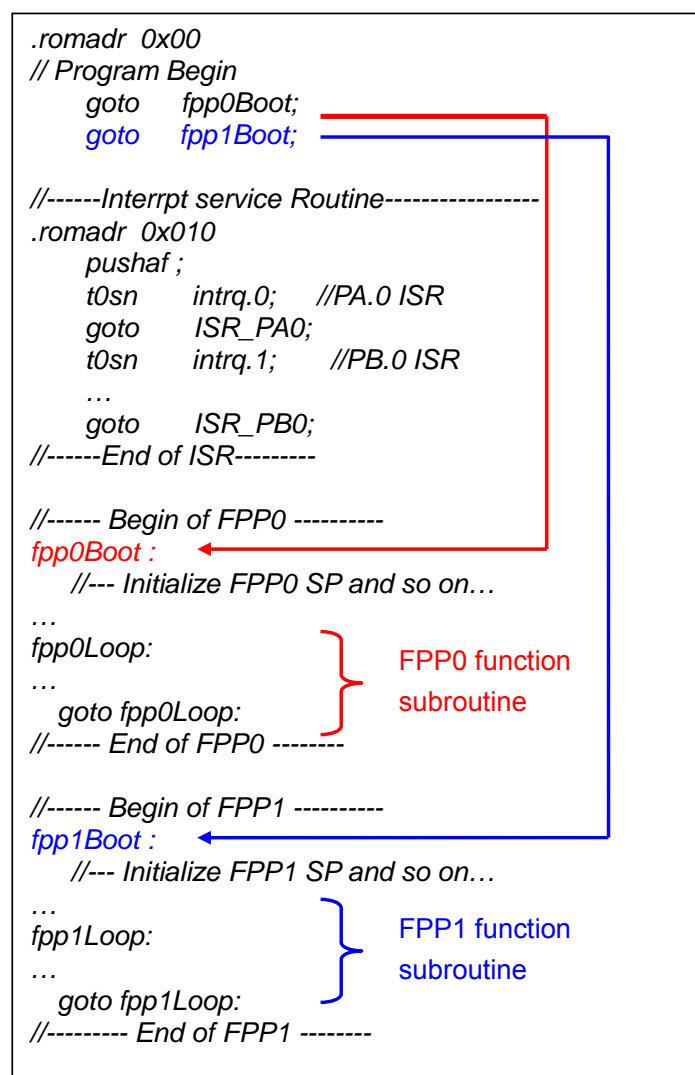 .romadr 0x00
// Program Begin
goto fpp0Boot;
goto fpp1Boot;
//------Interrpt service Routine-----------------
.romadr 0x010
pushaf ;
t0sn intrq.0; //PA.0 ISR
goto ISR_PA0;
t0sn intrq.1; //PB.0 ISR
…
goto ISR_PB0;
//------End of ISR---------
//------ Begin of FPP0 ----------
fpp0Boot :
//--- Initialize FPP0 SP and so on…
…
fpp0Loop:
…
goto fpp0Loop:
FPP0 function
subroutine
//------ End of FPP0 --------
//------ Begin of FPP1 ----------
fpp1Boot :
//--- Initialize FPP1 SP and so on…
…
fpp1Loop:
…
goto fpp1Loop:
FPP1 function
subroutine
//--------- End of FPP1 --------